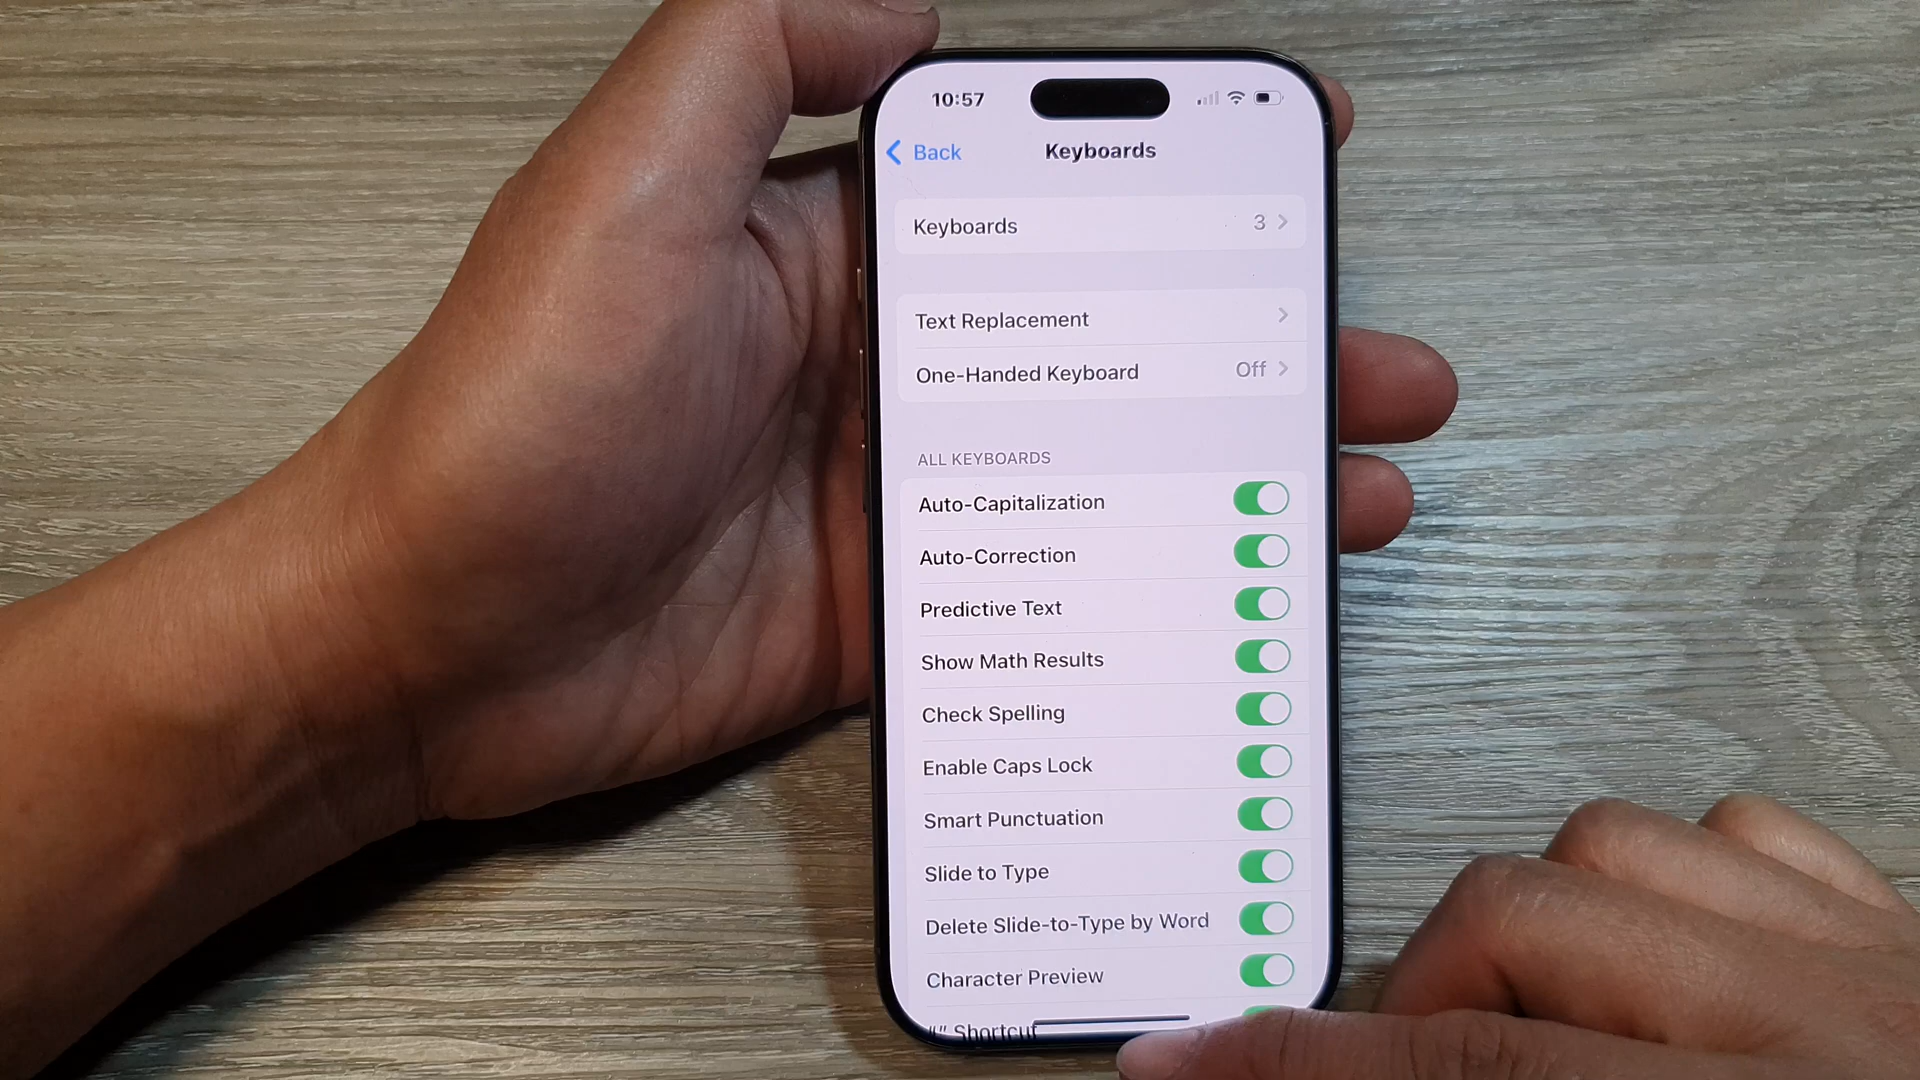 10:57
Back
Keyboards
Keyboards 3
Text Replacement
One-Handed Keyboard Off
ALL KEYBOARDS
Auto-Capitalization
Auto-Correction
Predictive Text
Show Math Results
Check Spelling
Enable Caps Lock
Smart Punctuation
Slide to Type
Delete Slide-to-Type by Word
Character Preview
Shortcut